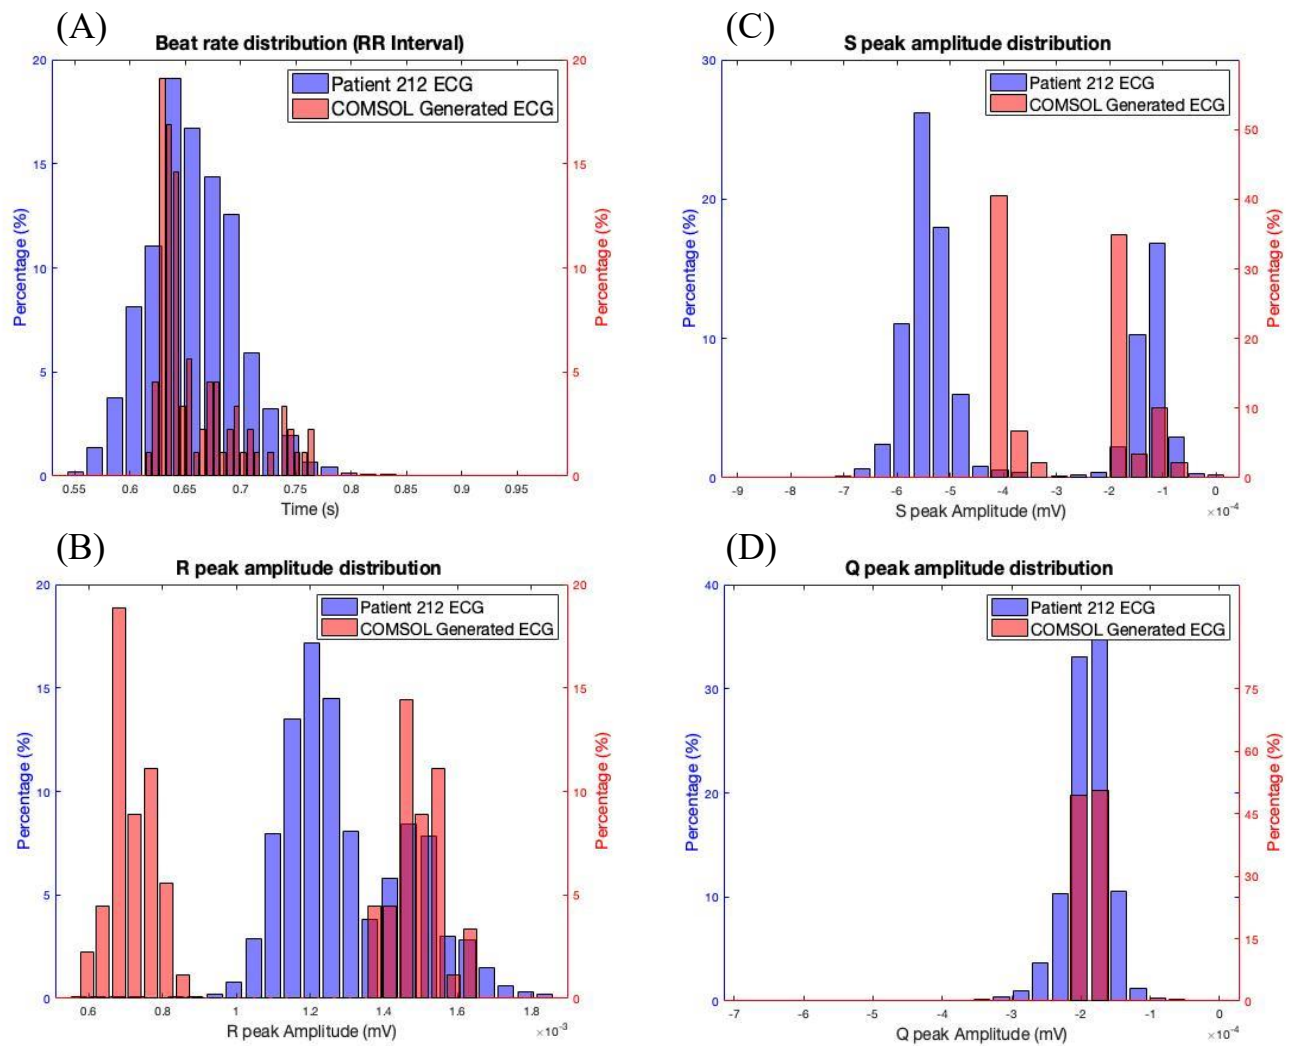 (A)
Beat rate distribution (RR Interval)
Patient 212 ECG
COMSOL Generated ECG
Percentage (%)
20
15
10
5
0
20
15
10
5
0
Percentage (%)
0.55 0.6 0.65 0.7 0.75 0.8 0.85 0.9 0.95
Time (s)
(C)
S peak amplitude distribution
Patient 212 ECG
COMSOL Generated ECG
Percentage (%)
30
20
10
0
50
40
30
20
10
0
Percentage (%)
-9 -8 -7 -6 -5 -4 -3 -2 -1 0
S peak Amplitude (mV)
×10-4
(B)
R peak amplitude distribution
Patient 212 ECG
COMSOL Generated ECG
Percentage (%)
20
15
10
5
0
20
15
10
5
0
Percentage (%)
0.6 0.8 1 1.2 1.4 1.6 1.8
R peak Amplitude (mV)
×10-3
(D)
Q peak amplitude distribution
Patient 212 ECG
COMSOL Generated ECG
Percentage (%)
40
30
20
10
0
75
60
45
30
15
0
Percentage (%)
-7 -6 -5 -4 -3 -2 -1 0
Q peak Amplitude (mV)
×10-4